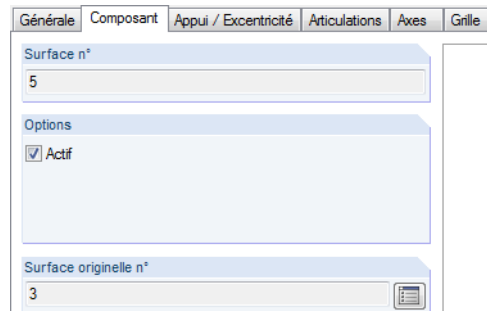 Générale Composant Appui / Excentricité Articulations Axes Grille
Surface n°
5
Options
Actif
Surface originelle n°
3